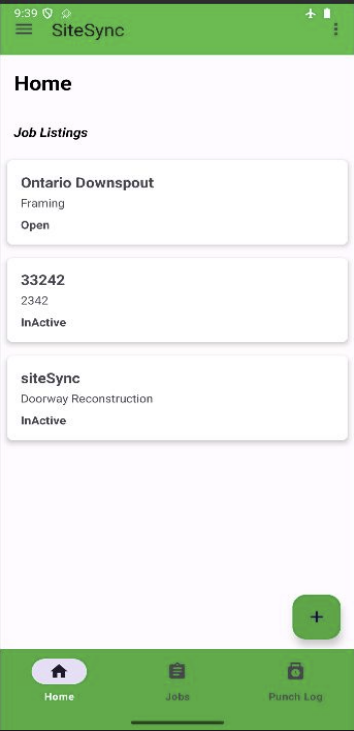 9:39
SiteSync
Home
Job Listings
Ontario Downspout
Framing
Open
33242
2342
InActive
siteSync
Doorway Reconstruction
InActive
+
Home
Jobs
Punch Log